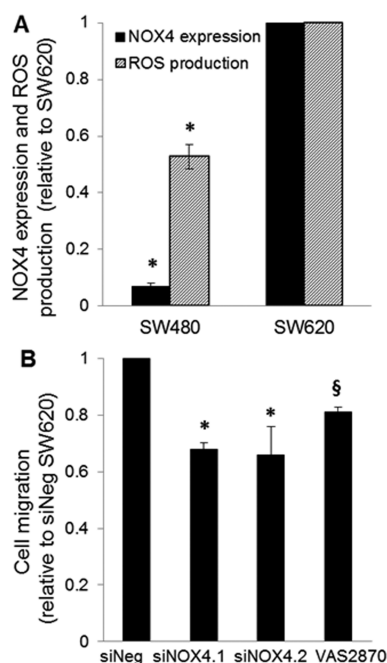 A
NOX4 expression and ROS
production (relative to SW620)
NOX4 expression
ROS production
1
0.8
0.6
0.4
0.2
0
*
*
SW480 SW620
B
Cell migration
(relative to siNeg SW620)
1
0.8
0.6
0.4
0.2
0
*
*
§
siNeg siNOX4.1 siNOX4.2 VAS2870